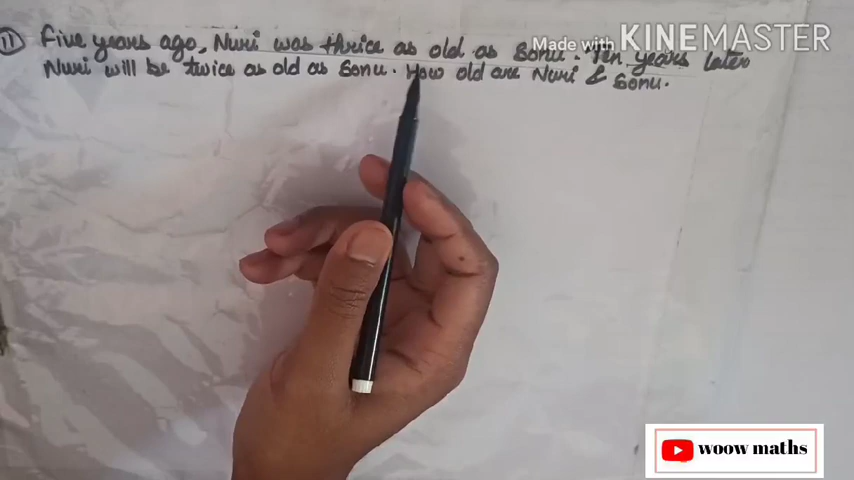 11 Five years ago, Nuri was thrice as old as Sonu. Ten years later
Nuri will be twice as old as Sonu. How old are Nuri & Sonu.
Made with KINEMASTER
woow maths